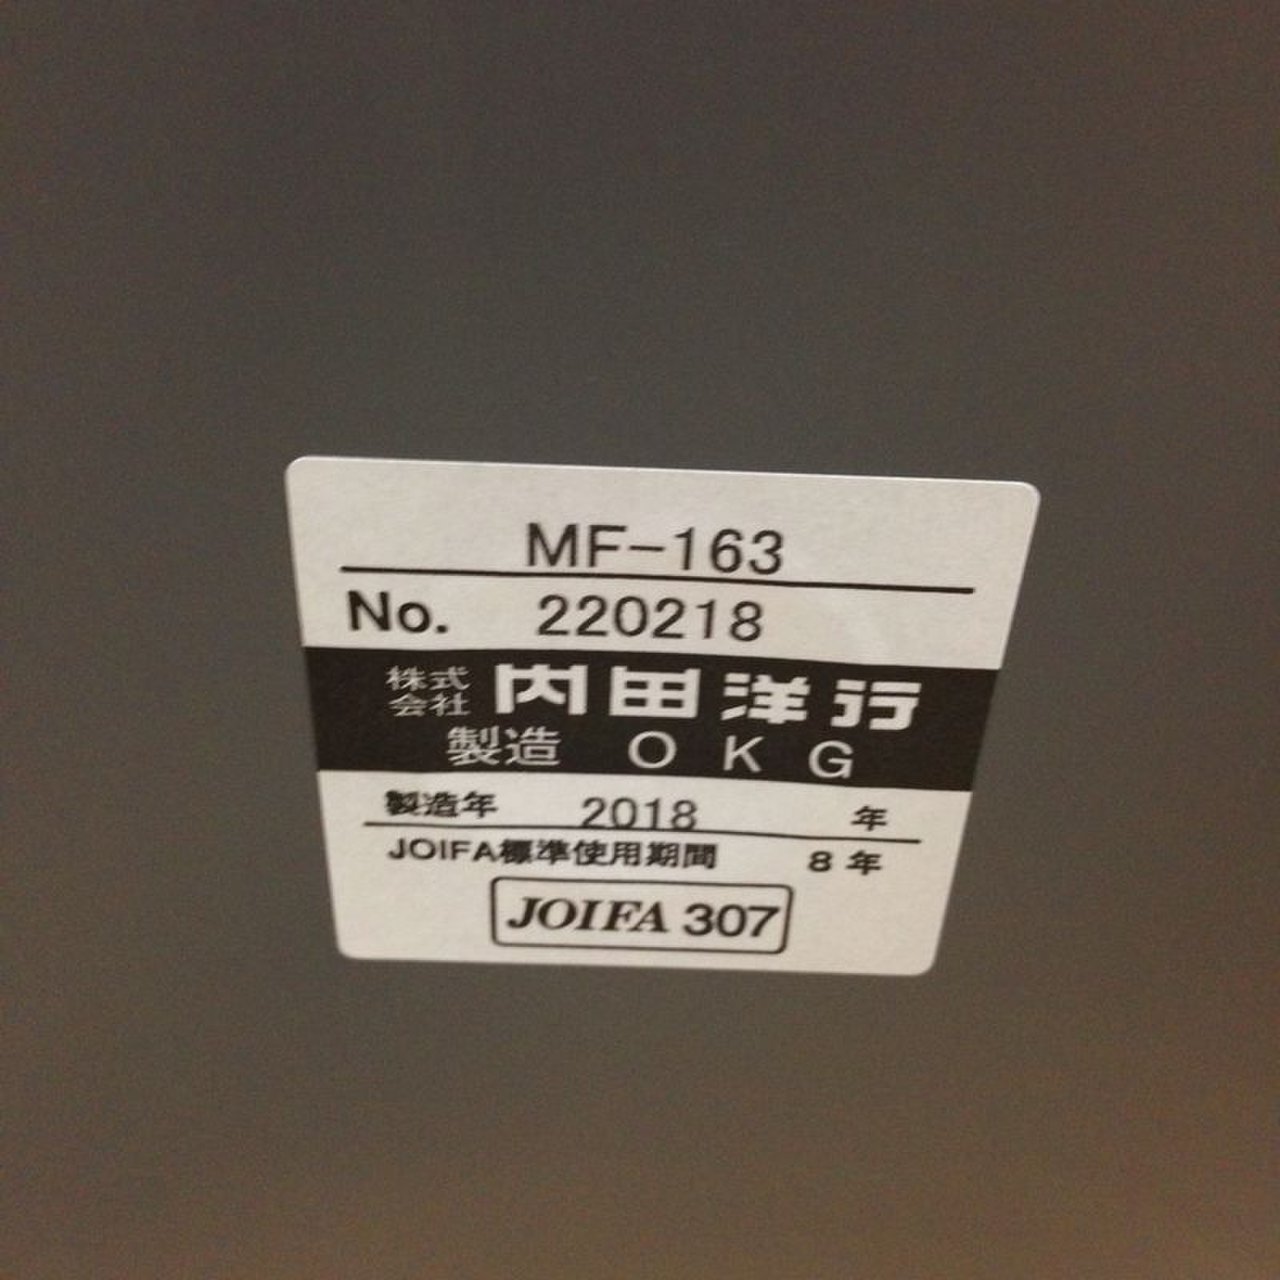 MF-163
No. 220218
株式会社 内田洋行
製造 OKG
製造年 2018 年
JOIFA標準使用期間 8年
JOIFA 307